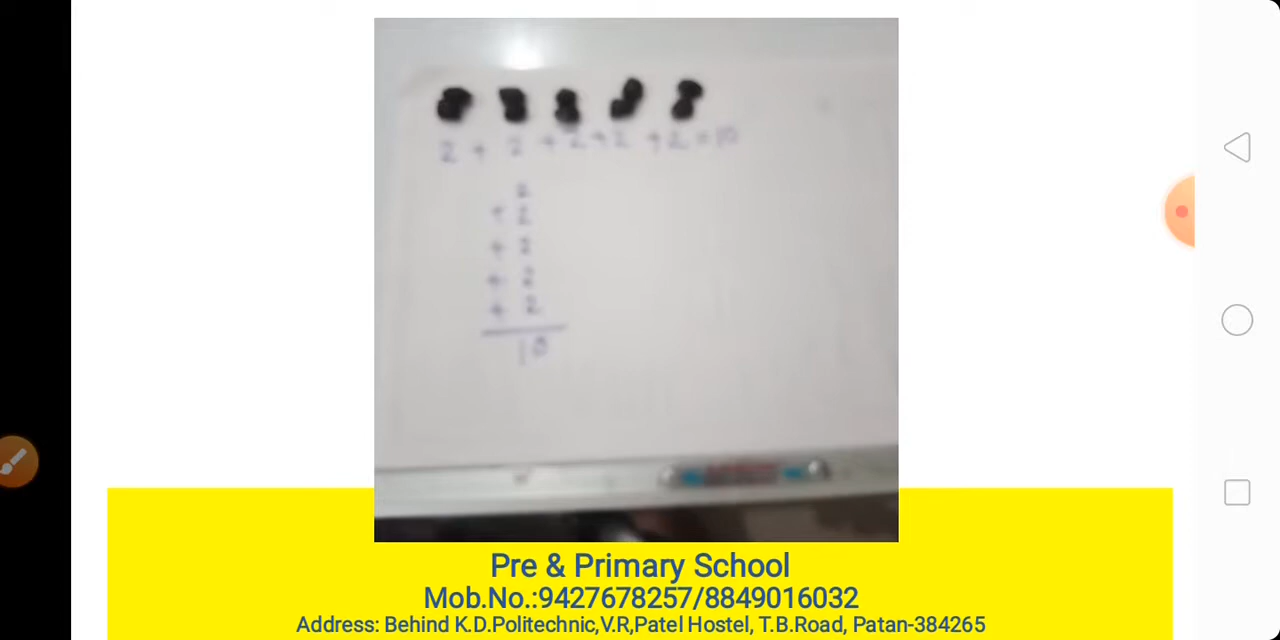 2 + 2 + 2 + 2 + 2 = 10
2
+ 2
+ 2
+ 2
+ 2
10
Pre & Primary School
Mob.No.:9427678257/8849016032
Address: Behind K.D.Politechnic,V.R,Patel Hostel, T.B.Road, Patan-384265